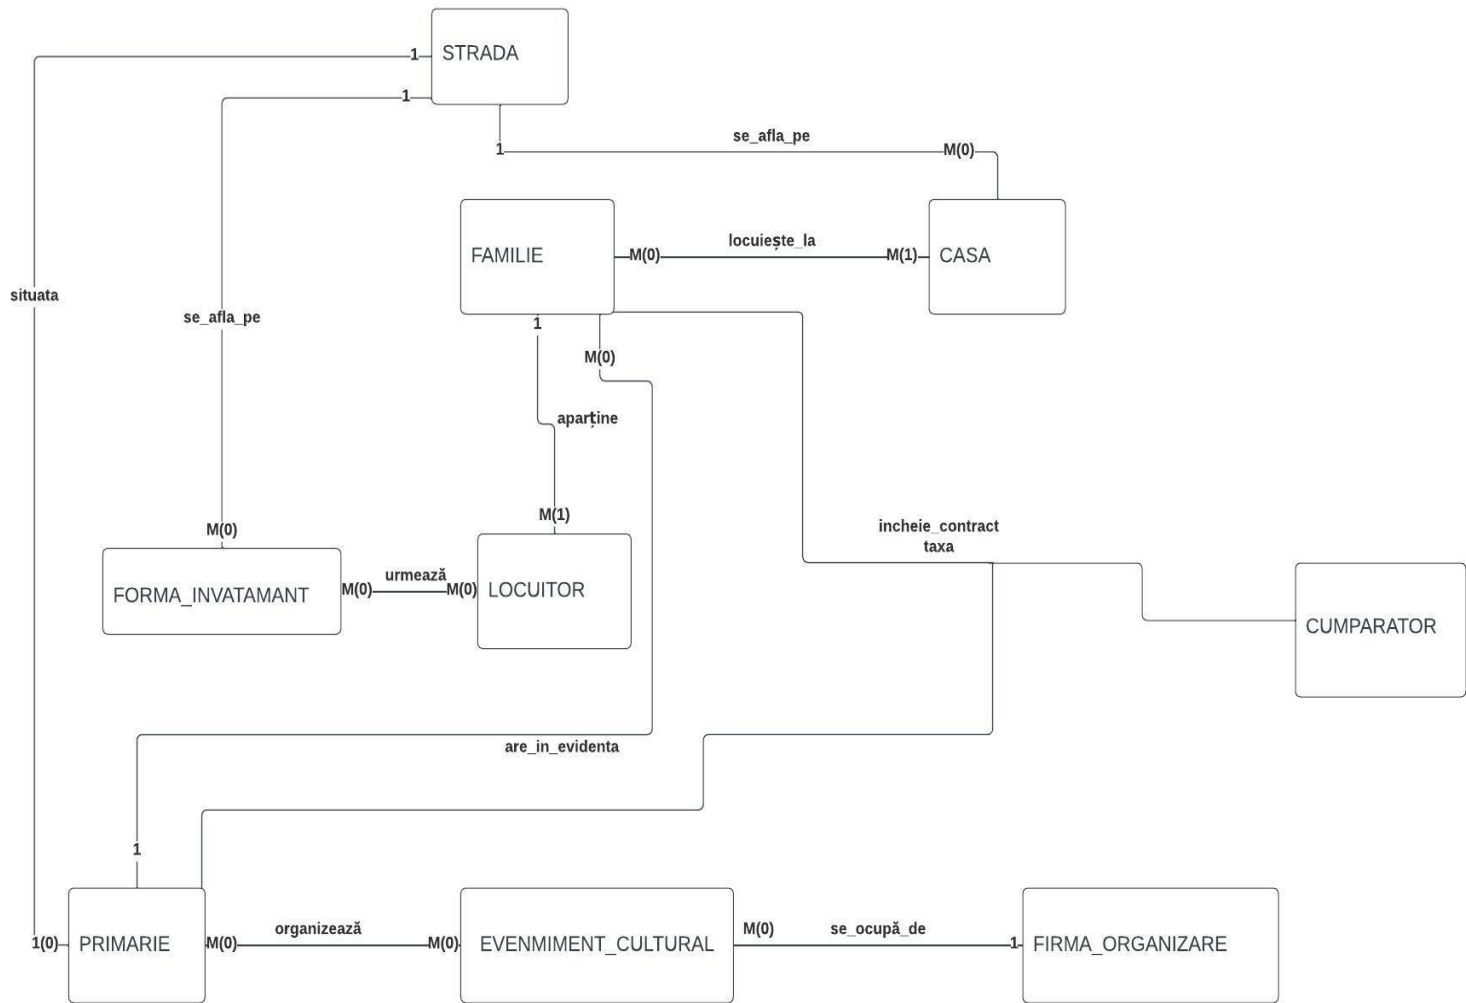 1
STRADA
1
se_afla_pe
1
M(0)
FAMILIE
M(0)
locuiește_la
M(1)
CASA
situata
se_afla_pe
1
M(0)
aparține
M(0)
M(1)
incheie_contract
taxa
FORMA_INVATAMANT
M(0)
urmează
M(0)
LOCUITOR
CUMPARATOR
are_in_evidenta
1
1(0)
PRIMARIE
M(0)
organizează
M(0)
EVENMIMENT_CULTURAL
M(0)
se_ocupă_de
1
FIRMA_ORGANIZARE